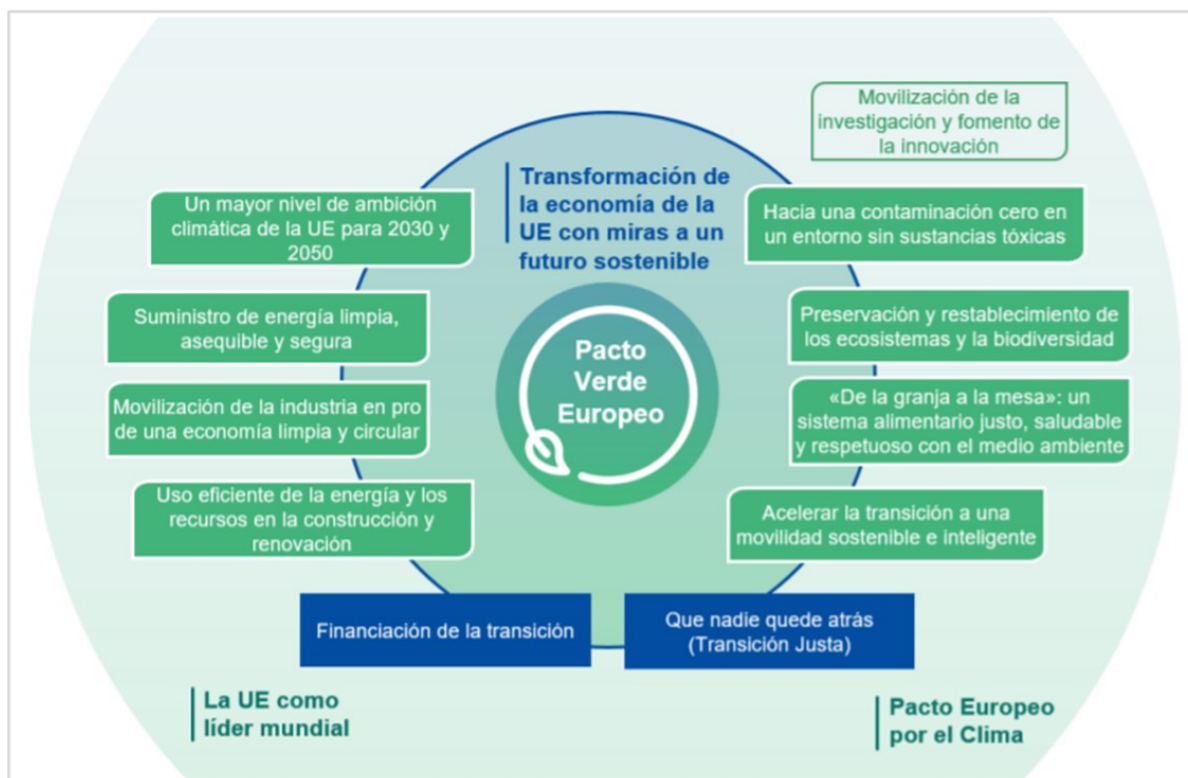 Movilización de la
investigación y fomento de
la innovación
Transformación de
la economía de la
UE con miras a un
futuro sostenible
Un mayor nivel de ambición
climática de la UE para 2030 y
2050
Hacia una contaminación cero en
un entorno sin sustancias tóxicas
Suministro de energía limpia,
asequible y segura
Preservación y restablecimiento de
los ecosistemas y la biodiversidad
Pacto
Verde
Europeo
Movilización de la industria en pro
de una economía limpia y circular
«De la granja a la mesa»: un
sistema alimentario justo, saludable
y respetuoso con el medio ambiente
Uso eficiente de la energía y los
recursos en la construcción y
renovación
Acelerar la transición a una
movilidad sostenible e inteligente
Financiación de la transición
Que nadie quede atrás
(Transición Justa)
La UE como
líder mundial
Pacto Europeo
por el Clima